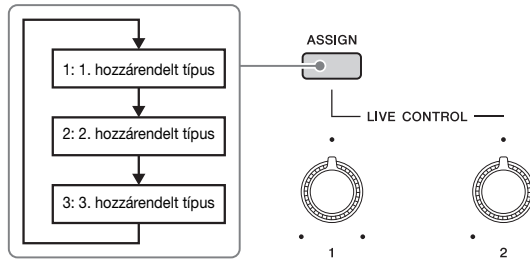 1: 1. hozzárendelt típus
2: 2. hozzárendelt típus
3: 3. hozzárendelt típus
ASSIGN
LIVE CONTROL
1
2